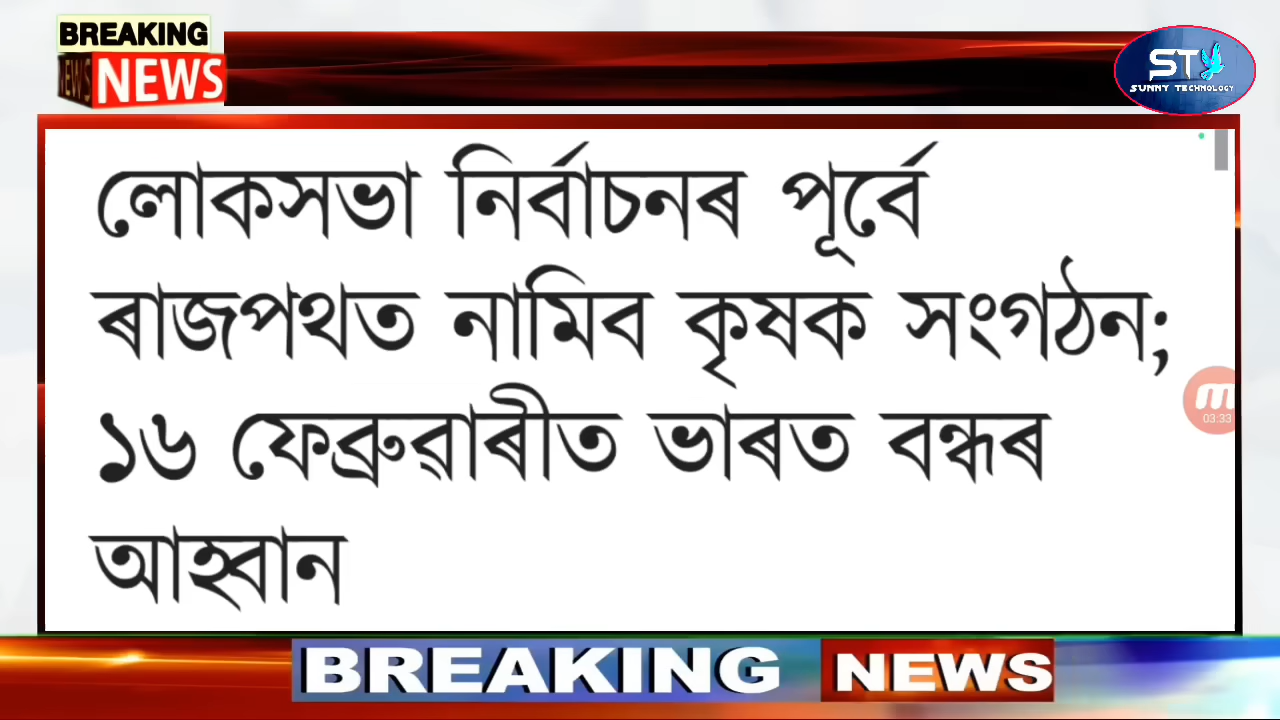 BREAKING
NEWS NEWS
ST
SUNNY TECHNOLOGY
লোকসভা নিৰ্বাচনৰ পূৰ্বে
ৰাজপথত নামিব কৃষক সংগঠন;
১৬ ফেব্ৰুৱাৰীত ভাৰত বন্ধৰ
আহ্বান
03:33
BREAKING NEWS